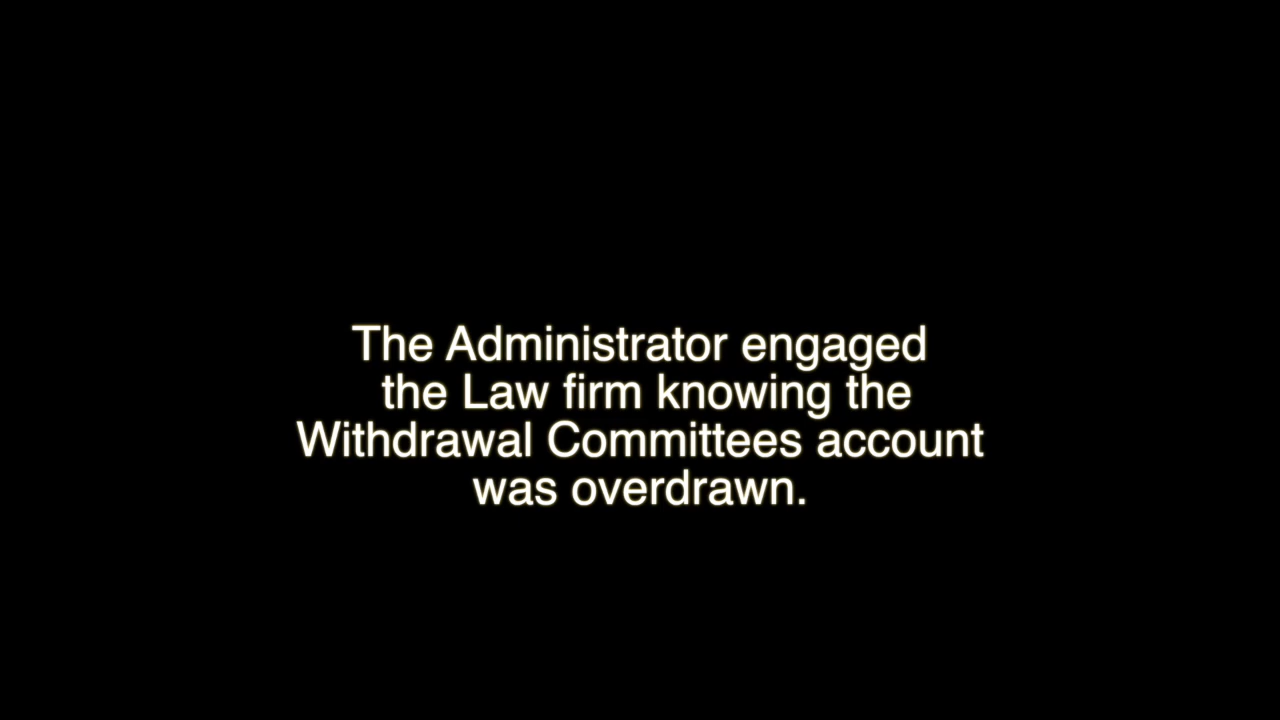 The Administrator engaged
the Law firm knowing the
Withdrawal Committees account
was overdrawn.